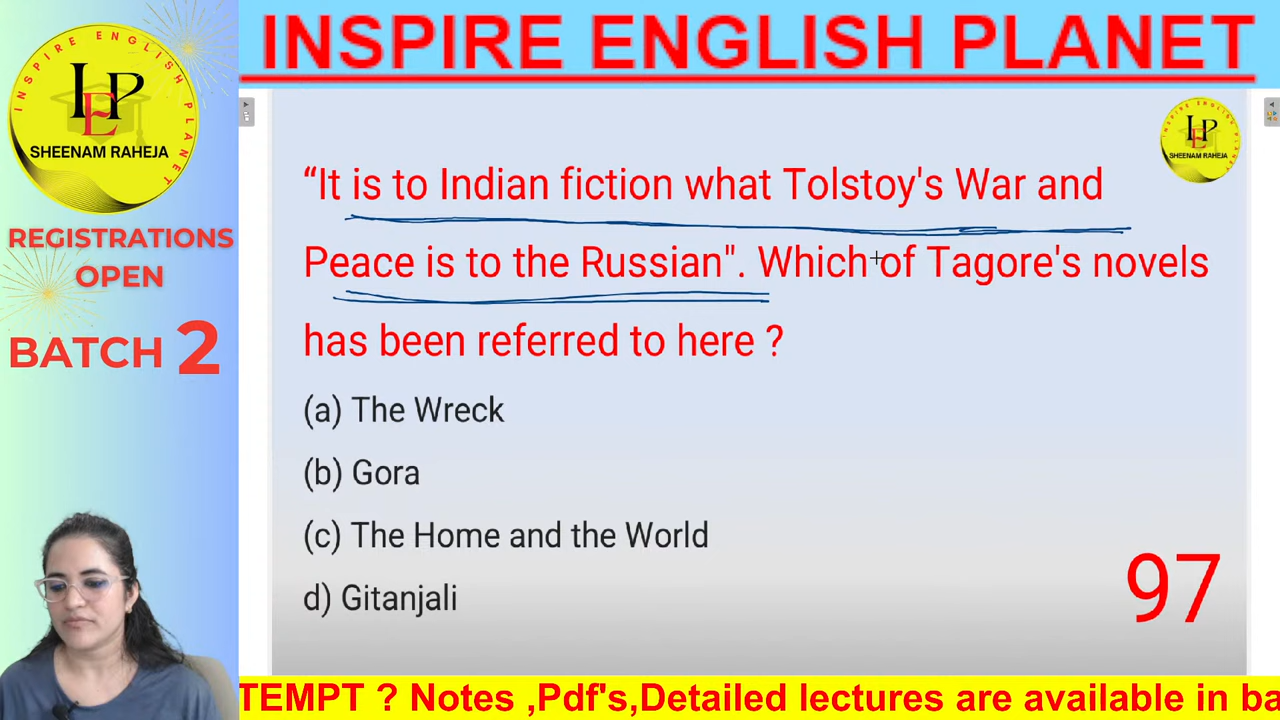 INSPIRE ENGLISH PLANET
INSPIRE ENGLISH PLANET
IEP
SHEENAM RAHEJA
REGISTRATIONS
OPEN
BATCH 2
INSPIRE ENGLISH PLANET
IEP
SHEENAM RAHEJA
“It is to Indian fiction what Tolstoy's War and
Peace is to the Russian". Which of Tagore's novels
has been referred to here ?
(a) The Wreck
(b) Gora
(c) The Home and the World
d) Gitanjali
97
TEMPT ? Notes ,Pdf's,Detailed lectures are available in ba